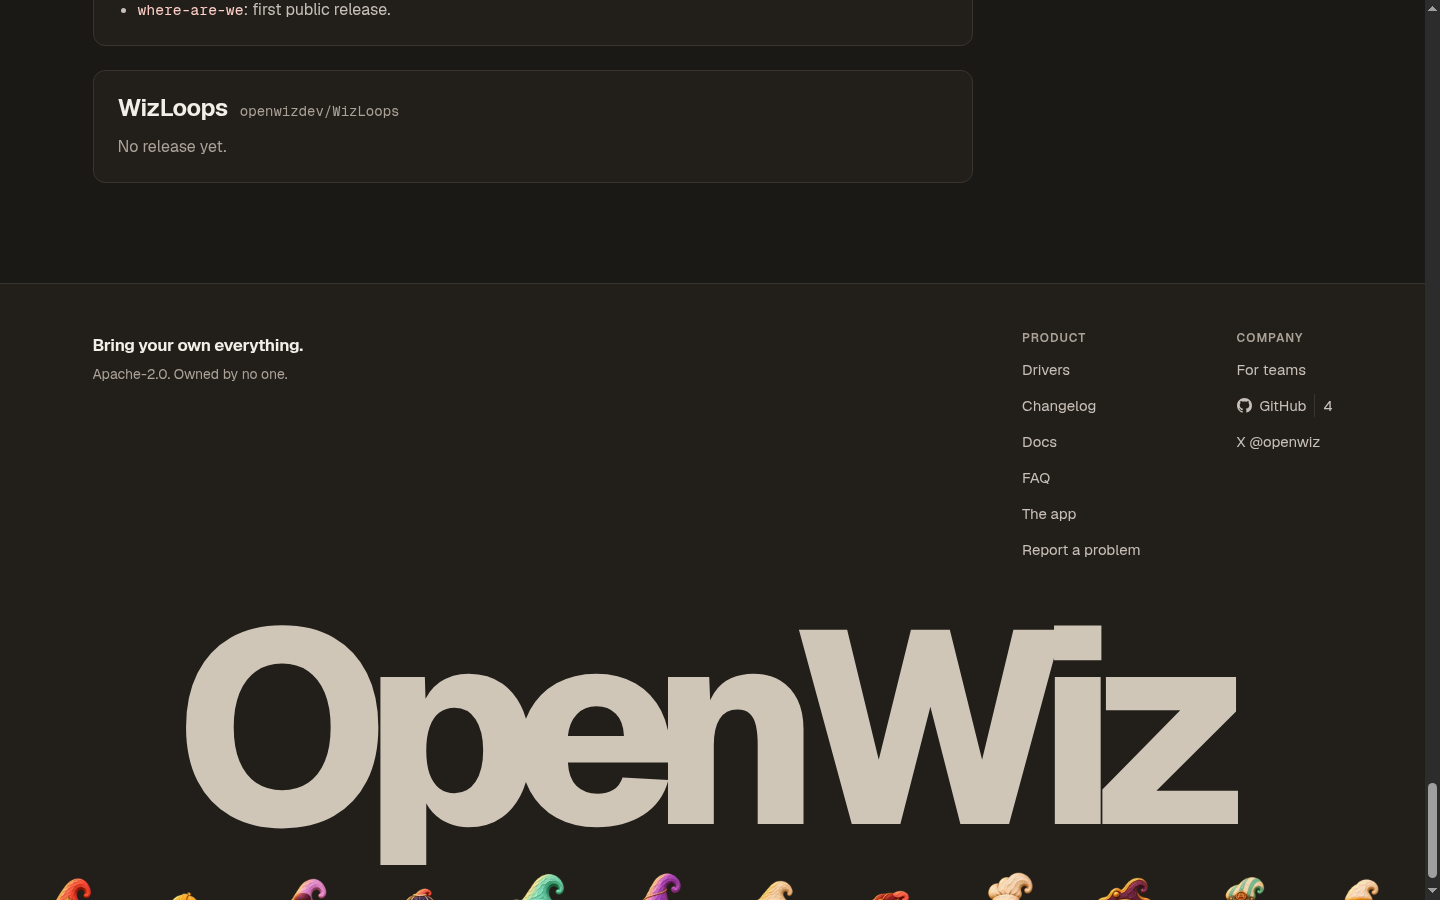 where-are-we: first public release.
WizLoops openwizdev/WizLoops
No release yet.
Bring your own everything.
Apache-2.0. Owned by no one.
PRODUCT
Drivers
Changelog
Docs
FAQ
The app
Report a problem
COMPANY
For teams
GitHub 4
X @openwiz
OpenWiz